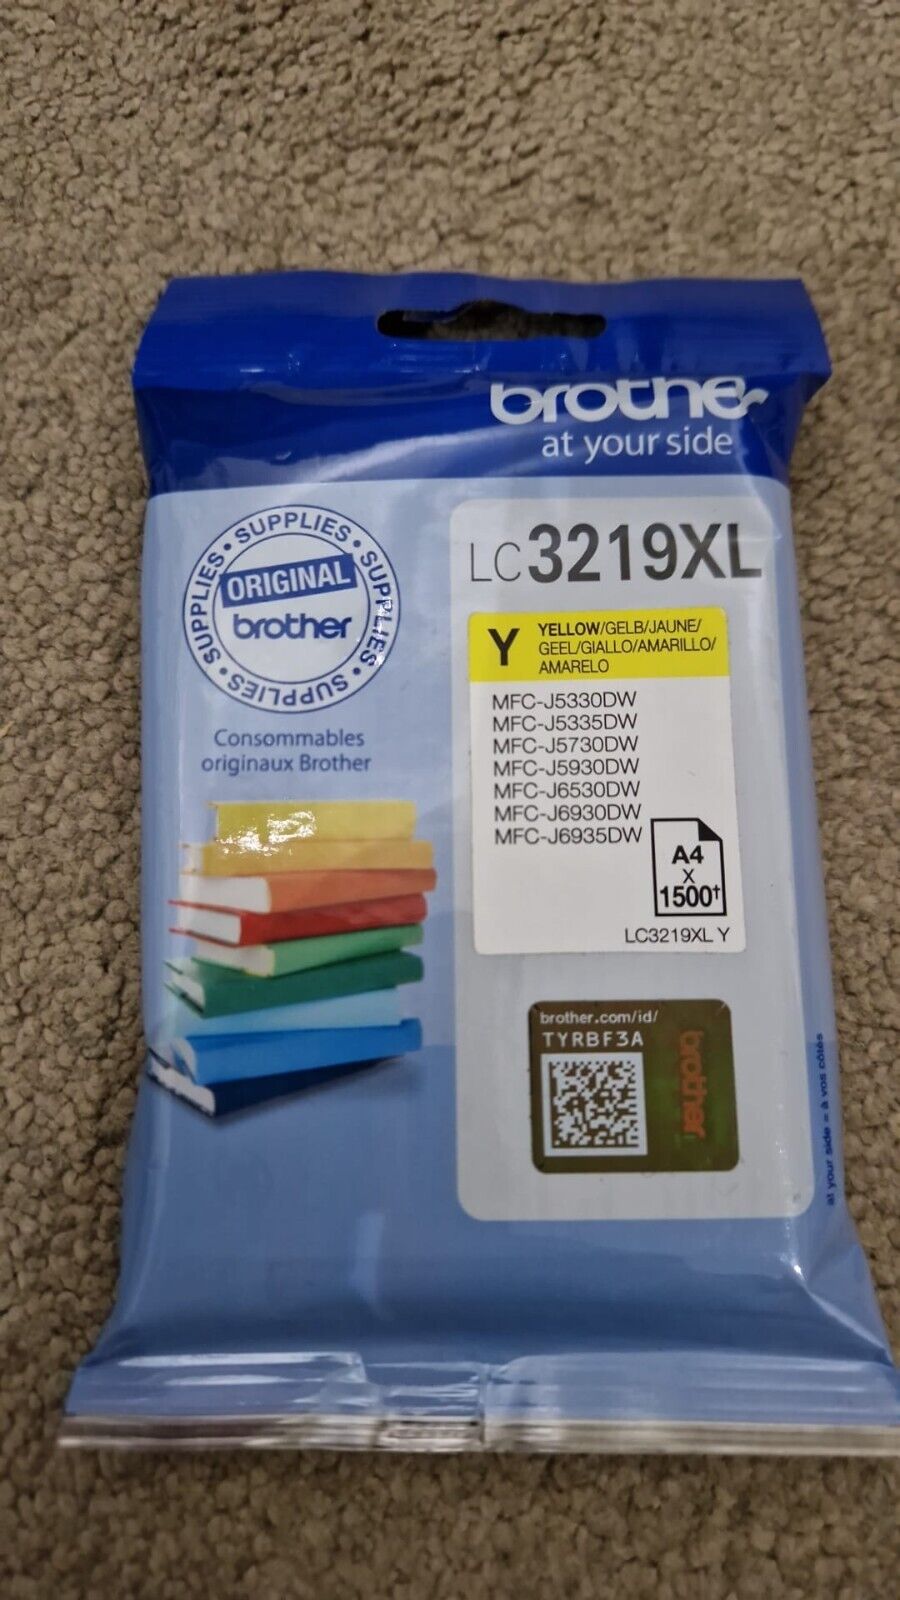 brother
at your side
SUPPLIES • SUPPLIES • SUPPLIES • SUPPLIES •
ORIGINAL
brother
Consommables
originaux Brother
LC3219XL
Y
YELLOW/GELB/JAUNE/
GEEL/GIALLO/AMARILLO/
AMARELO
MFC-J5330DW
MFC-J5335DW
MFC-J5730DW
MFC-J5930DW
MFC-J6530DW
MFC-J6930DW
MFC-J6935DW
A4
x
1500†
LC3219XL Y
brother.com/id/
TYRBF3A
brother
at your side = à vos côtés